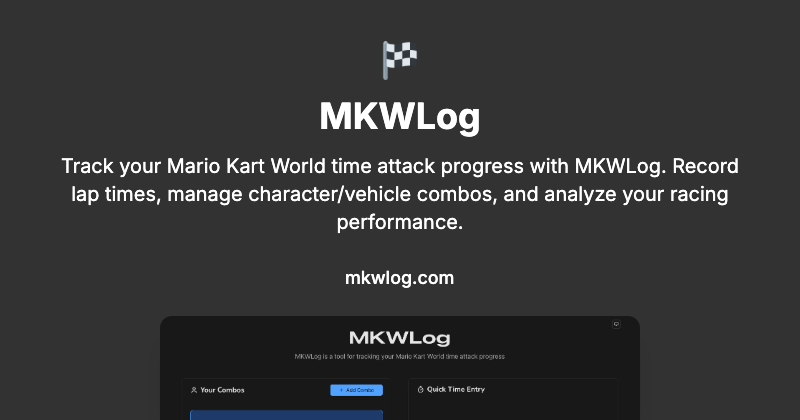 MKWLog
Track your Mario Kart World time attack progress with MKWLog. Record
lap times, manage character/vehicle combos, and analyze your racing
performance.
mkwlog.com
MKWLog
MKWLog is a tool for tracking your Mario Kart World time attack progress
Your Combos
+ Add Combo
Quick Time Entry